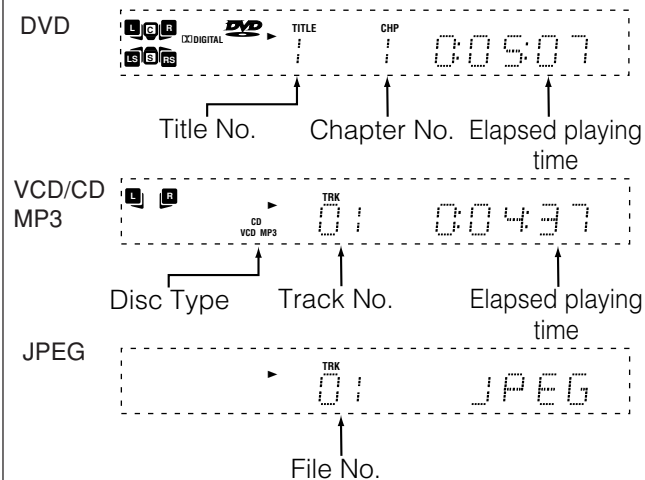 DVD
L C R
LS S RS
DIGITAL DVD TITLE CHP
1 1 0:05:07
Title No. Chapter No. Elapsed playing
time
VCD/CD
MP3
L R
TRK
01 0:04:37
CD
VCD MP3
Disc Type Track No. Elapsed playing
time
JPEG
TRK
01 JPEG
File No.